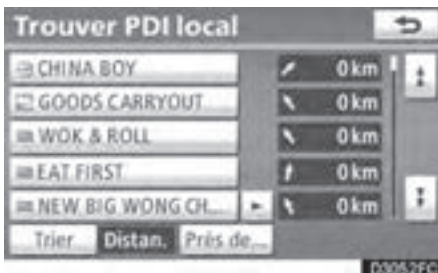 Trouver PDI local
CHINA BOY 0 km
GOODS CARRYOUT 0 km
WOK & ROLL 0 km
EAT FIRST 0 km
NEW BIG WONG CH... 0 km
Trier Distan. Prés de...
D3052FC